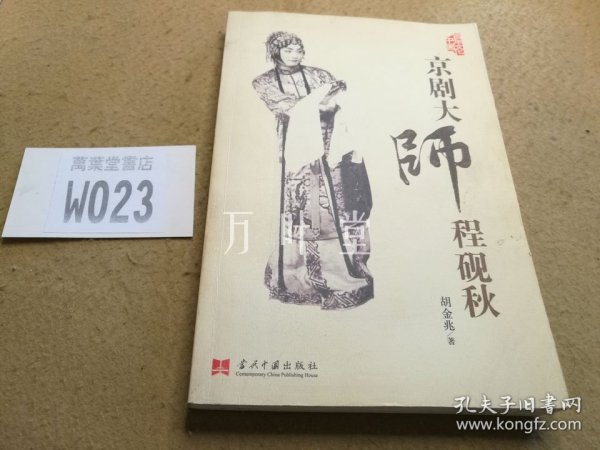 萬葉堂書店
W023
京剧大師程砚秋
胡金兆/著
万叶堂
当代中国出版社
Contemporary China Publishing House
孔夫子旧书网
www.kongfz.com